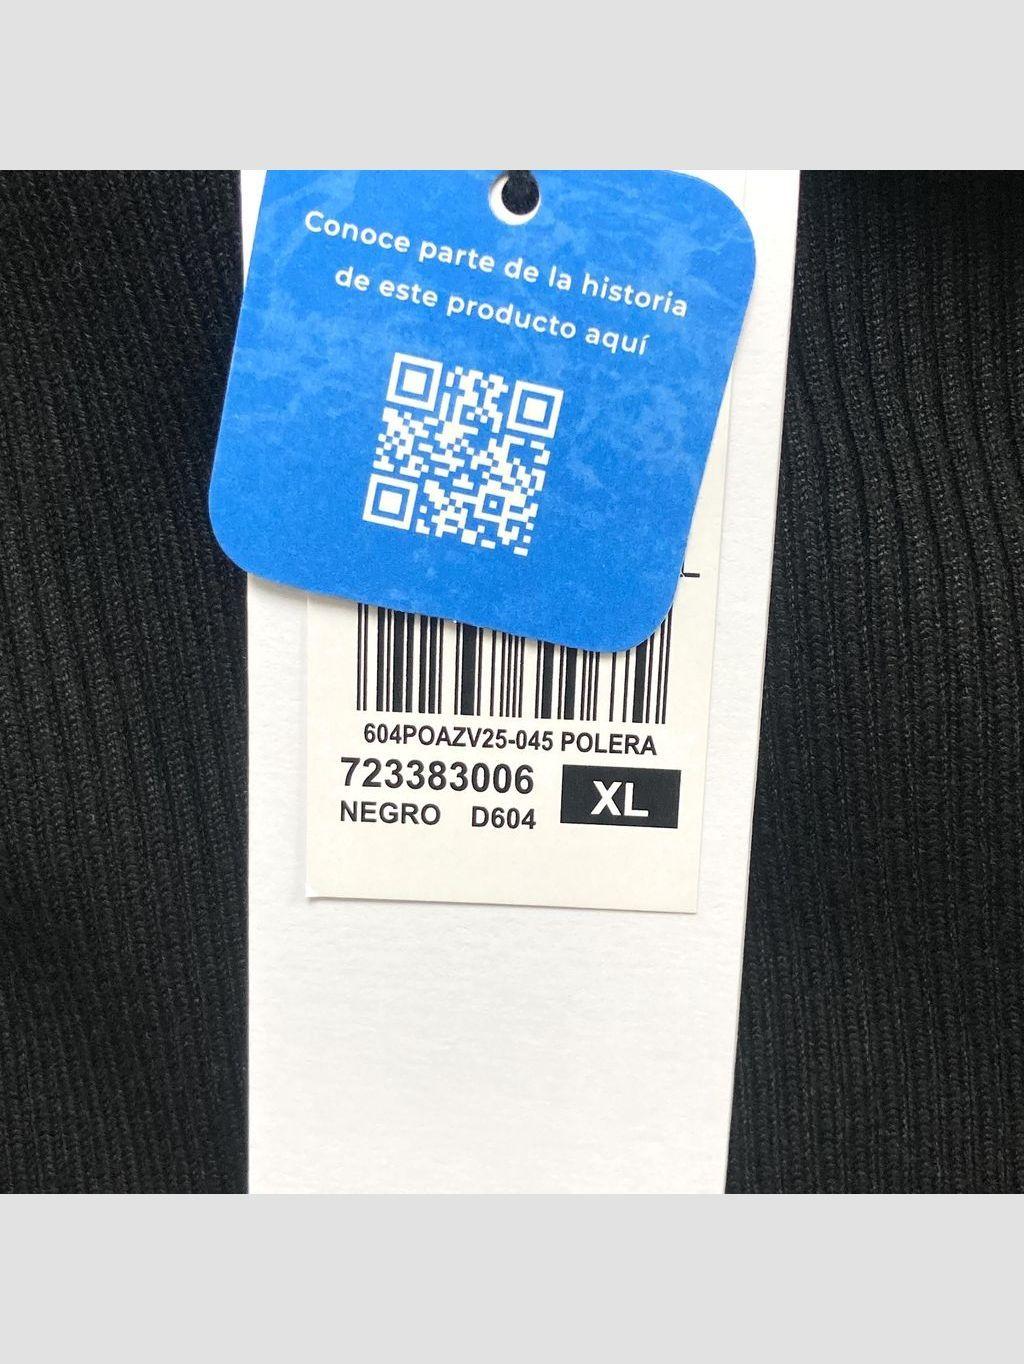 Conoce parte de la historia
de este producto aquí
604POAZV25-045 POLERA
723383006
XL
NEGRO D604